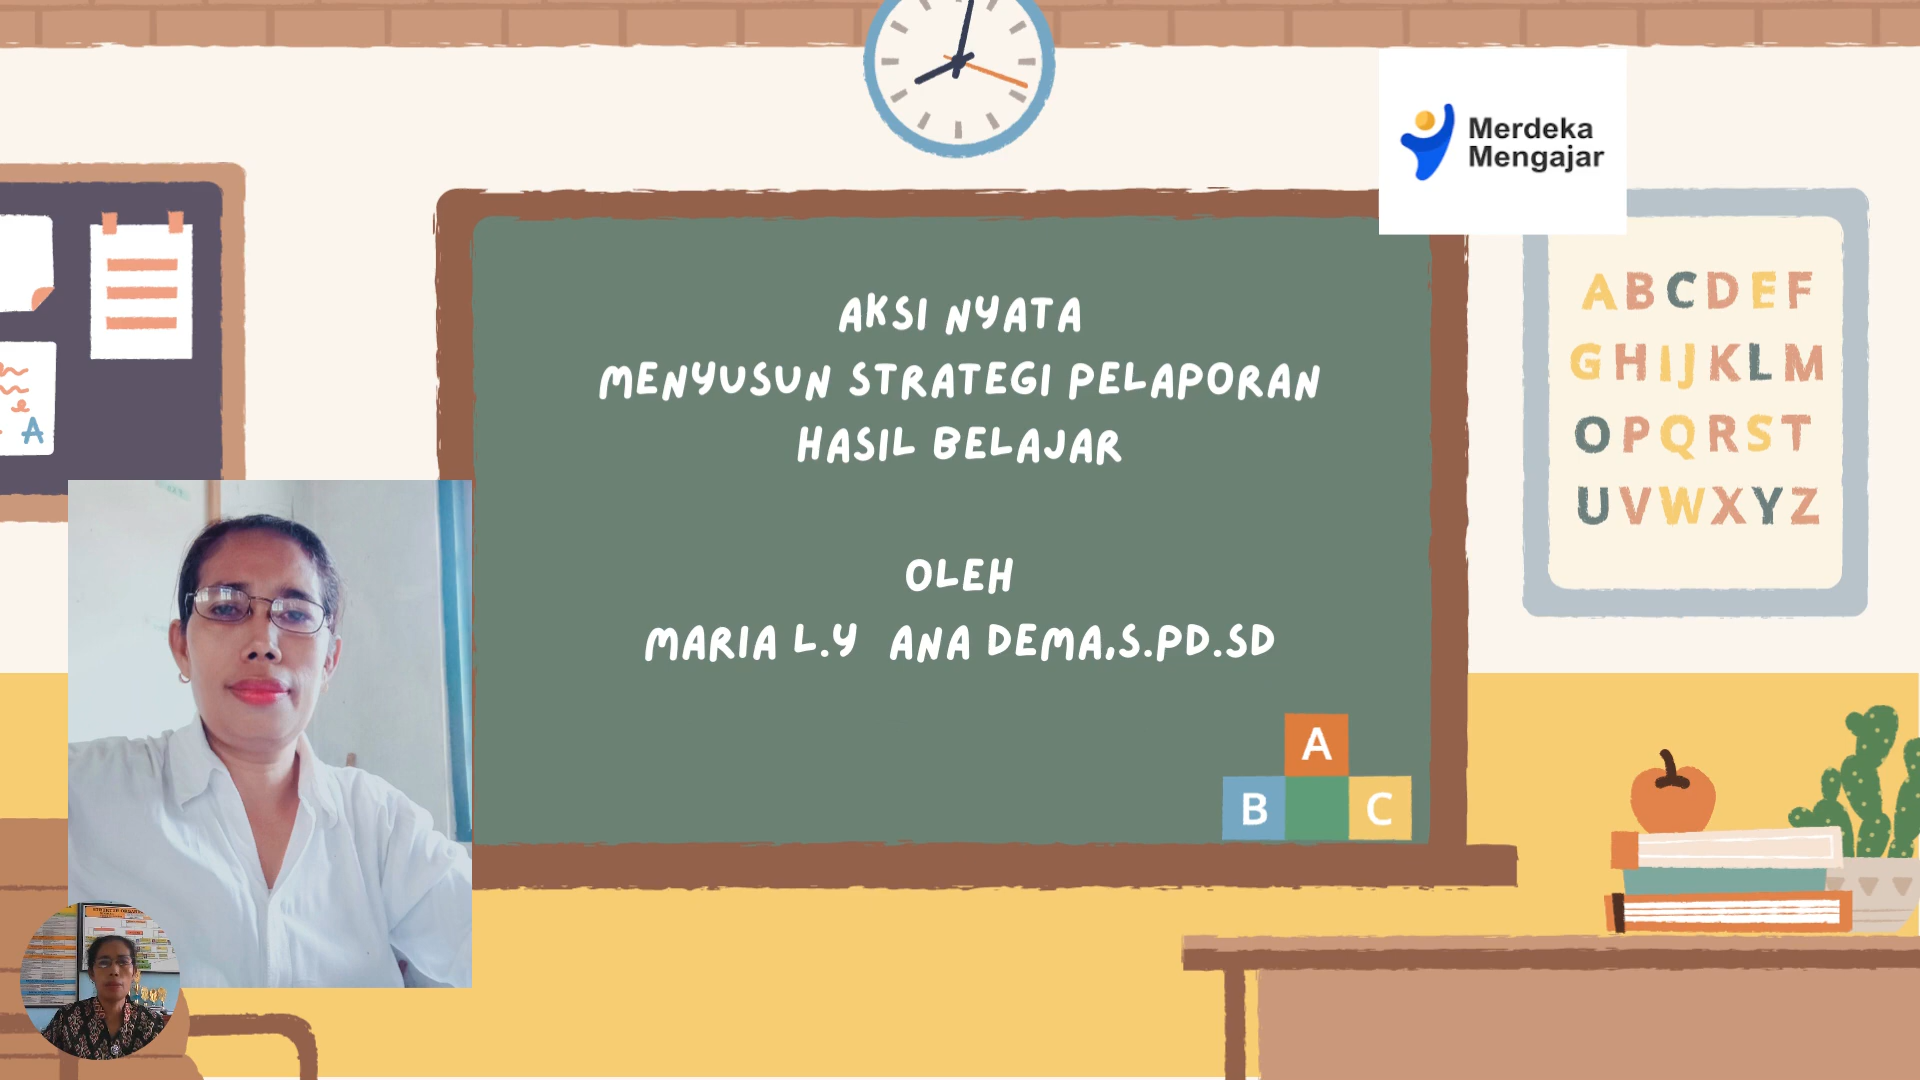 Merdeka
Mengajar
AKSI NYATA
MENYUSUN STRATEGI PELAPORAN
HASIL BELAJAR
OLEH
MARIA L.Y ANA DEMA,S.PD.SD
ABCDEF
GHIJKLM
OPQRST
UVWXYZ
A
A
B C